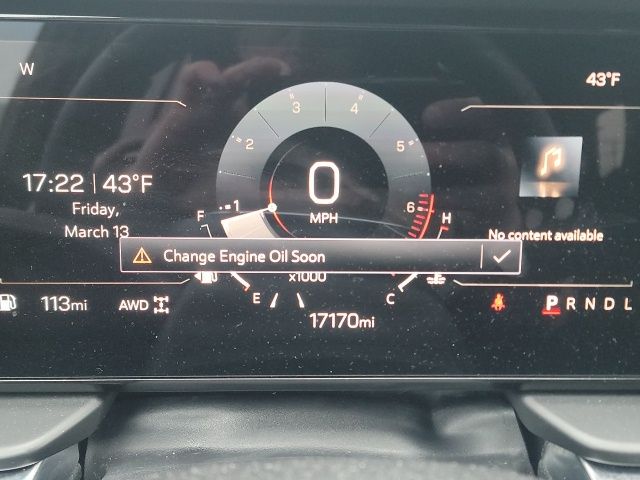 W
43°F
17:22 | 43°F
Friday,
March 13
1
2
3
4
5
6
0
MPH
F
H
No content available
Change Engine Oil Soon
x1000
E
C
113mi
AWD
17170mi
P R N D L